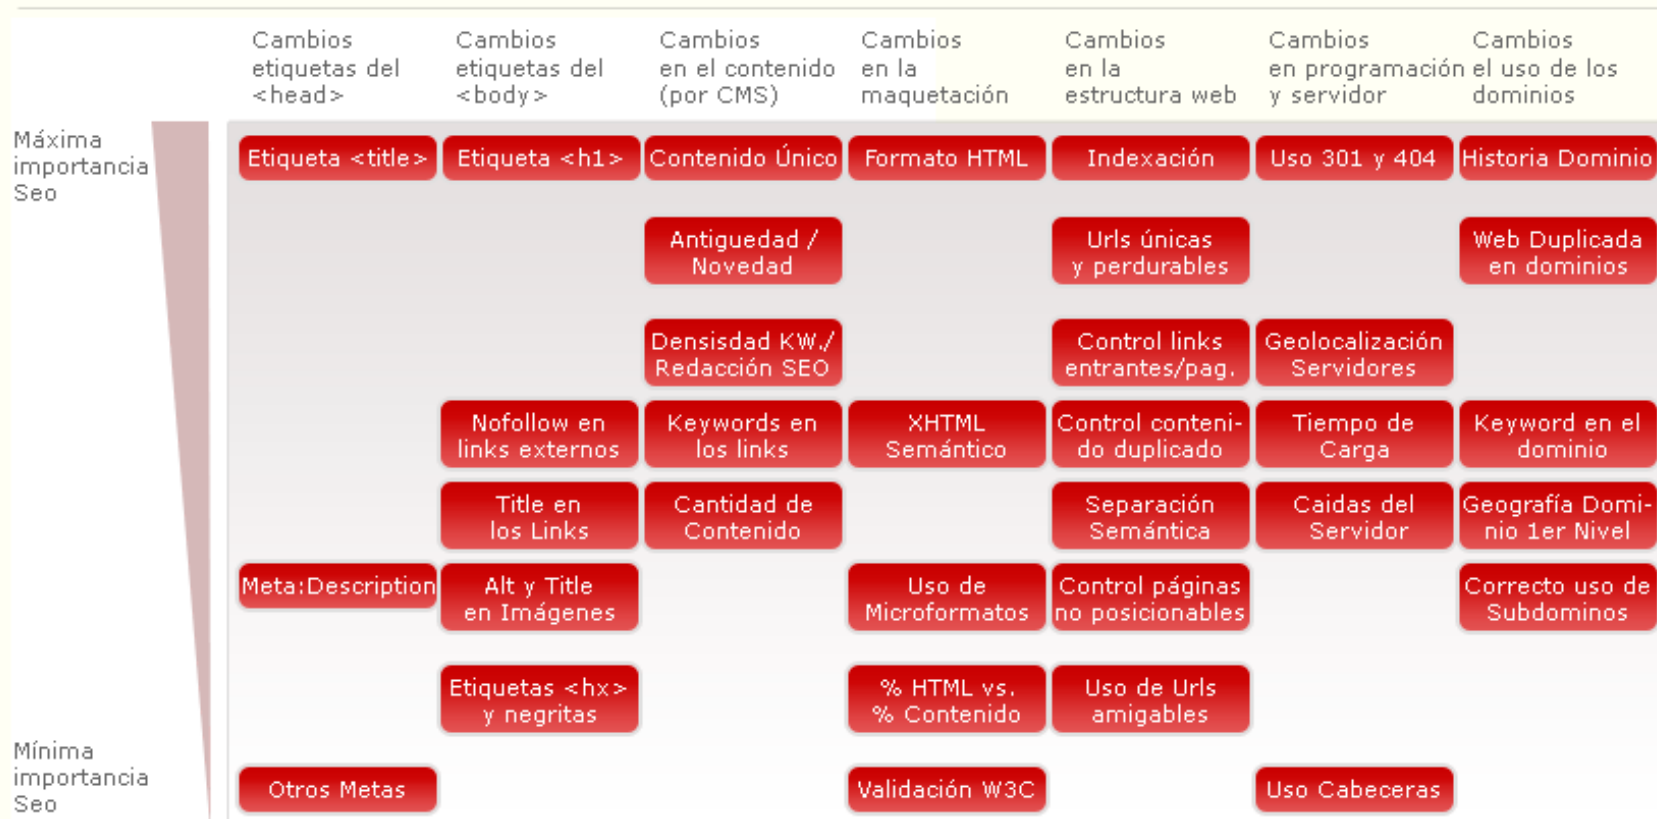 Cambios
etiquetas del
<head>
Cambios
etiquetas del
<body>
Cambios
en el contenido
(por CMS)
Cambios
en la
maquetación
Cambios
en la
estructura web
Cambios
en programación
y servidor
Cambios
el uso de los
dominios
Máxima
importancia
Seo
Etiqueta <title>
Etiqueta <h1>
Contenido Único
Formato HTML
Indexación
Uso 301 y 404
Historia Dominio
Antiguedad /
Novedad
Urls únicas
y perdurables
Web Duplicada
en dominios
Densisdad KW./
Redacción SEO
Control links
entrantes/pag.
Geolocalización
Servidores
Nofollow en
links externos
Keywords en
los links
XHTML
Semántico
Control conteni-
do duplicado
Tiempo de
Carga
Keyword en el
dominio
Title en
los Links
Cantidad de
Contenido
Separación
Semántica
Caidas del
Servidor
Geografía Domi-
nio 1er Nivel
Meta:Description
Alt y Title
en Imágenes
Uso de
Microformatos
Control páginas
no posicionables
Correcto uso de
Subdominos
Etiquetas <hx>
y negritas
% HTML vs.
% Contenido
Uso de Urls
amigables
Mínima
importancia
Seo
Otros Metas
Validación W3C
Uso Cabeceras